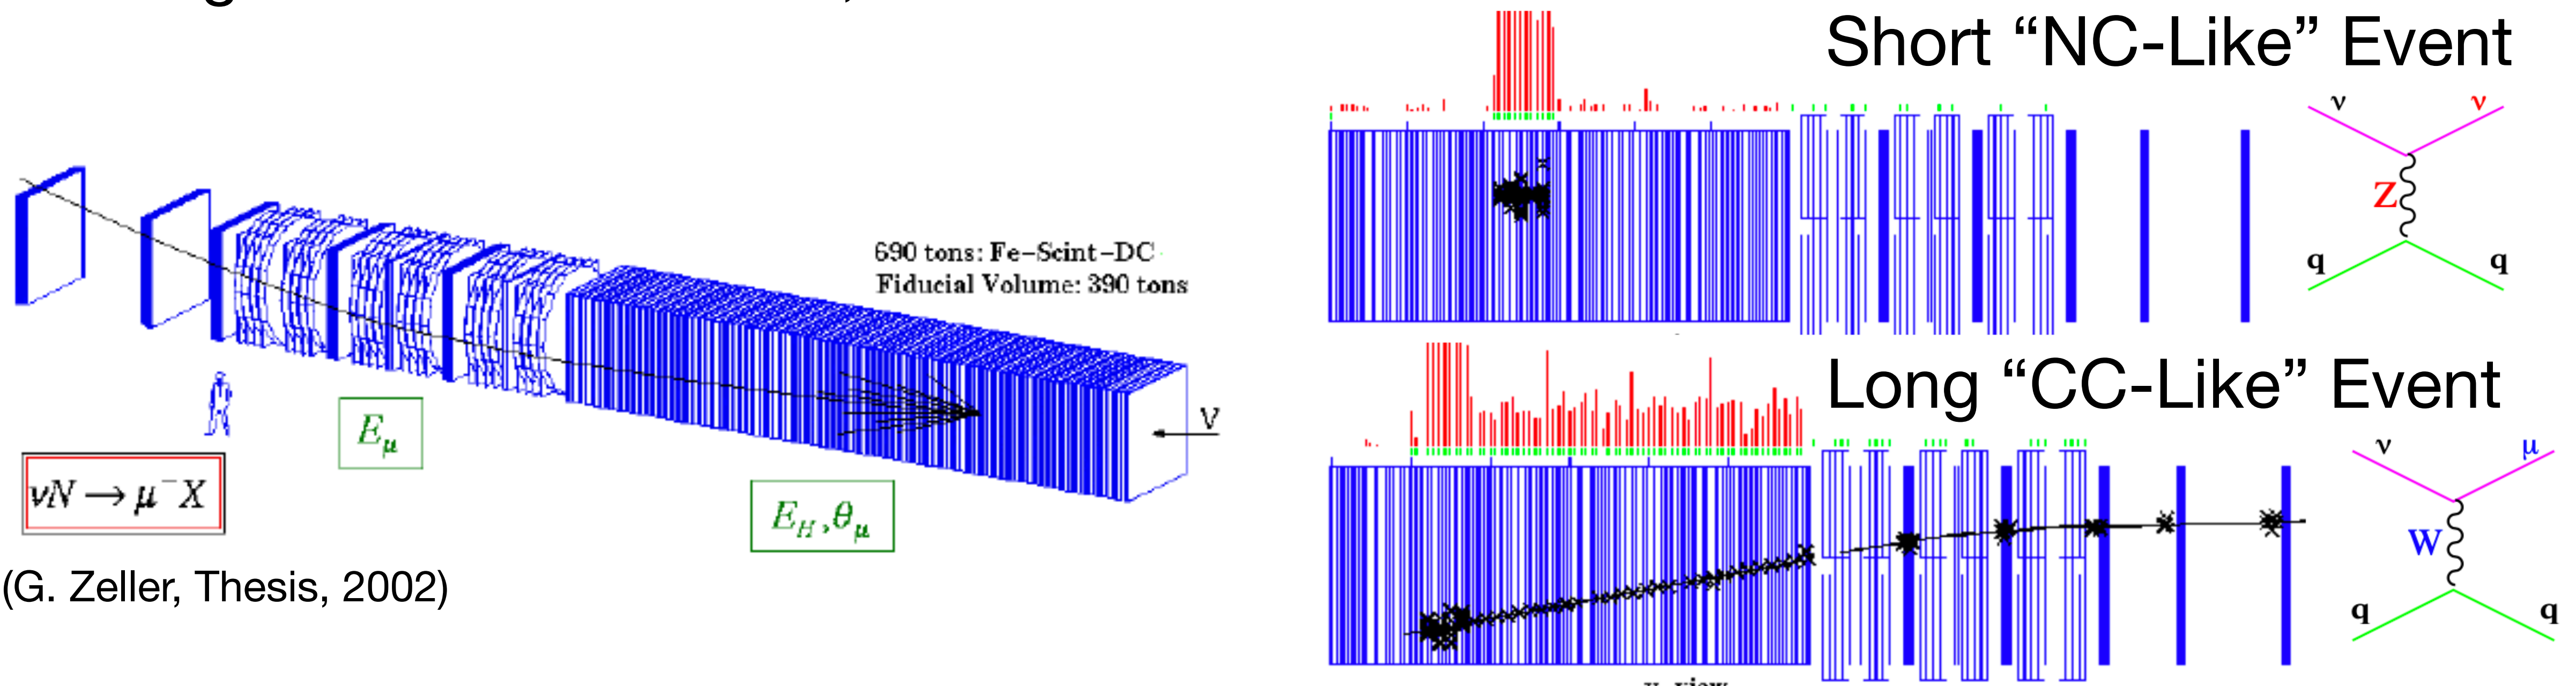 Short “NC-Like” Event
ν ν
Z
q q
690 tons: Fe–Scint–DC
Fiducial Volume: 390 tons
ν
E_μ
E_H, θ_μ
νN → μ⁻X
(G. Zeller, Thesis, 2002)
Long “CC-Like” Event
ν μ
W
q q